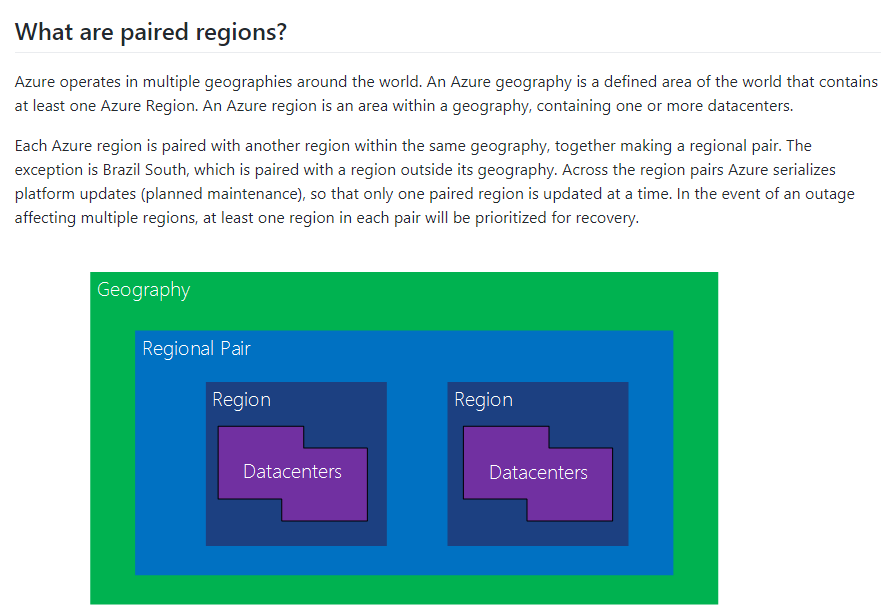 What are paired regions?
Azure operates in multiple geographies around the world. An Azure geography is a defined area of the world that contains
at least one Azure Region. An Azure region is an area within a geography, containing one or more datacenters.
Each Azure region is paired with another region within the same geography, together making a regional pair. The
exception is Brazil South, which is paired with a region outside its geography. Across the region pairs Azure serializes
platform updates (planned maintenance), so that only one paired region is updated at a time. In the event of an outage
affecting multiple regions, at least one region in each pair will be prioritized for recovery.
Geography
Regional Pair
Region
Datacenters
Region
Datacenters